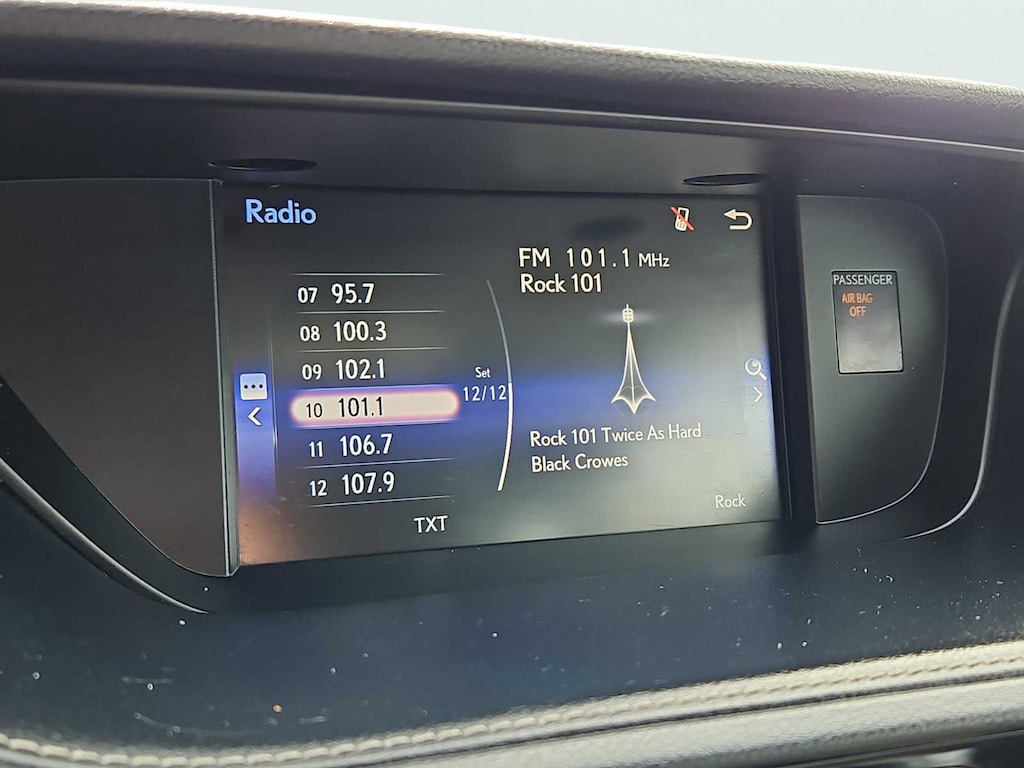 Radio
FM 101.1 MHz
Rock 101
07 95.7
08 100.3
09 102.1
10 101.1
11 106.7
12 107.9
Set
12/12
Rock 101 Twice As Hard
Black Crowes
Rock
TXT
PASSENGER
AIR BAG
OFF